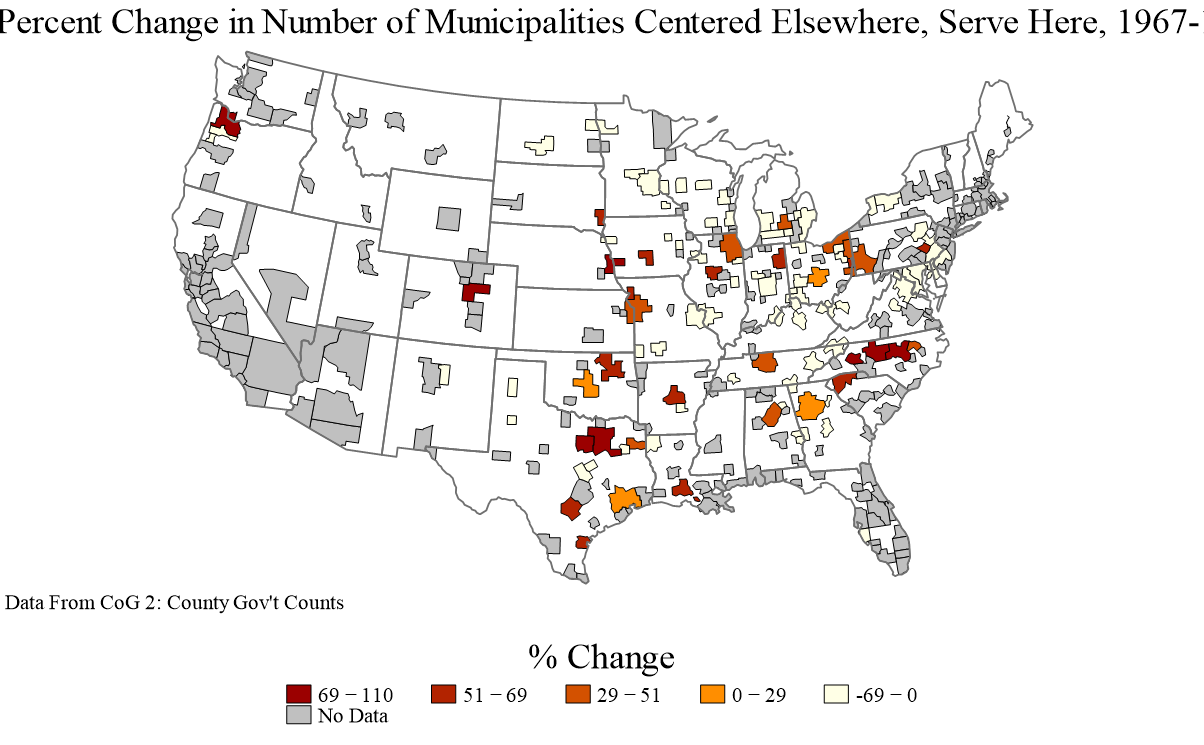 Percent Change in Number of Municipalities Centered Elsewhere, Serve Here, 1967-
Data From CoG 2: County Gov't Counts
% Change
69 − 110
51 − 69
29 − 51
0 − 29
-69 − 0
No Data